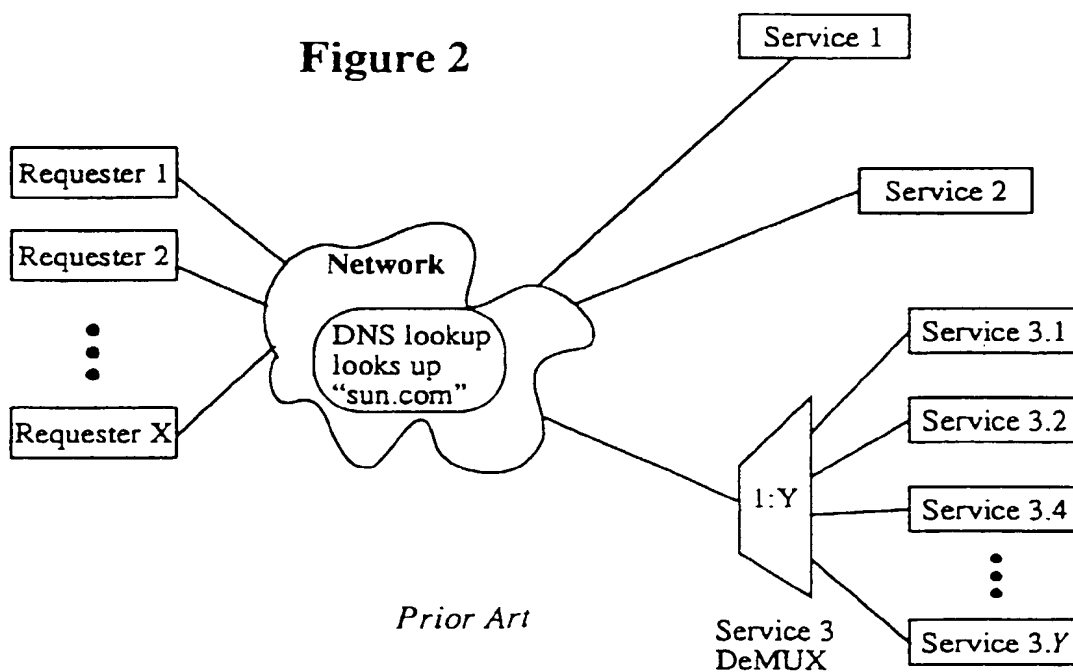 Figure 2
Service 1
Service 2
Requester 1
Requester 2
Requester X
Network
DNS lookup
looks up
“sun.com”
Service 3.1
Service 3.2
Service 3.4
Service 3.Y
1:Y
Service 3
DeMUX
Prior Art